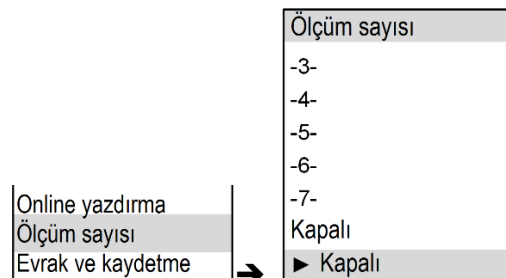 Online yazdırma
Ölçüm sayısı
Evrak ve kaydetme
➔
Ölçüm sayısı
-3-
-4-
-5-
-6-
-7-
Kapalı
► Kapalı